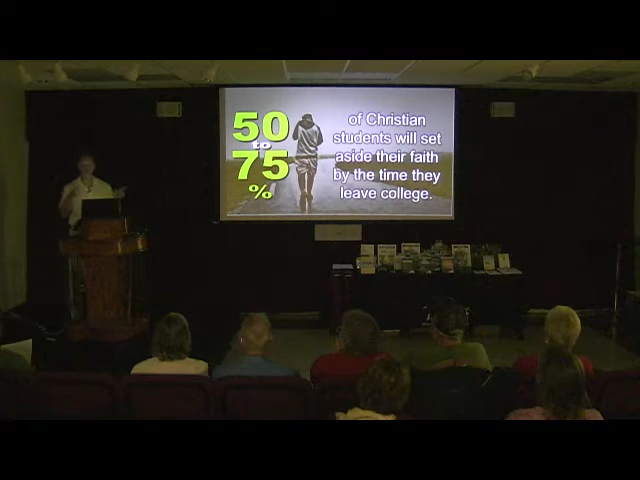 50
to
75
%
of Christian
students will set
aside their faith
by the time they
leave college.